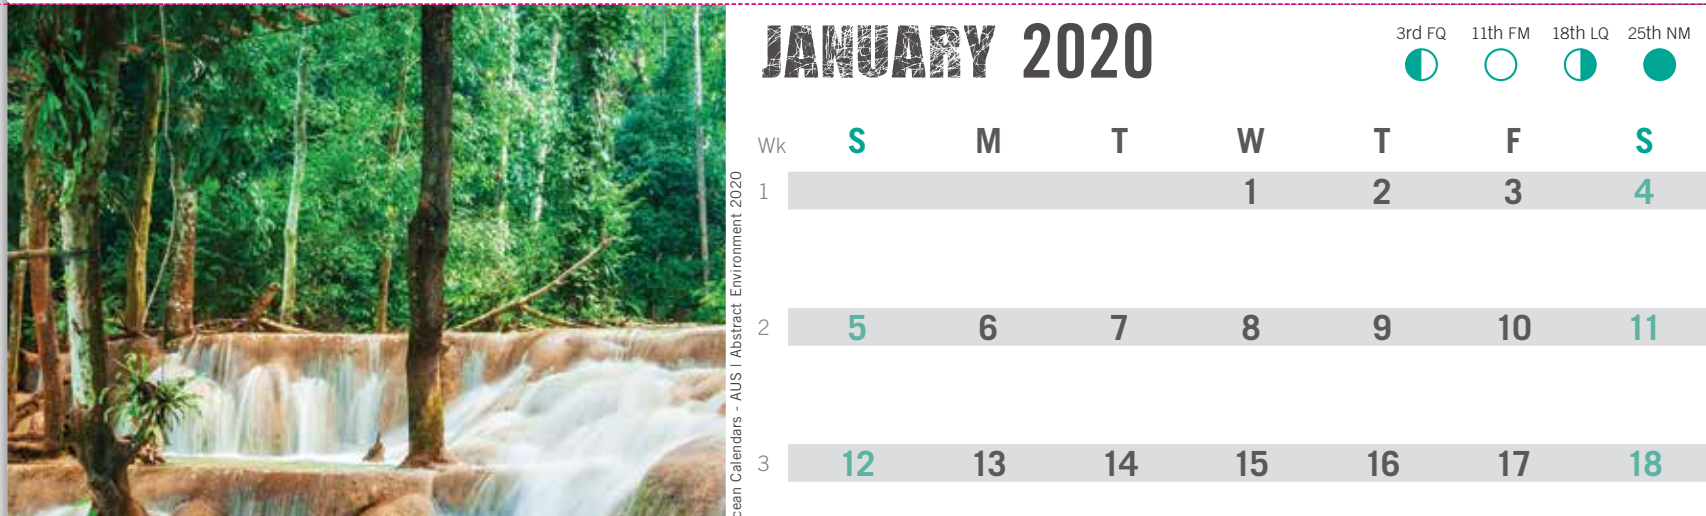 JANUARY 2020
3rd FQ 11th FM 18th LQ 25th NM
Wk S M T W T F S
1 1 2 3 4
2 5 6 7 8 9 10 11
3 12 13 14 15 16 17 18
Calendars - AUS | Abstract Environment 2020